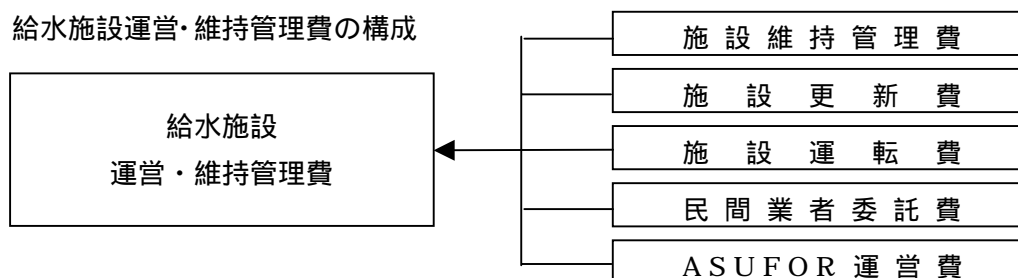 給水施設運営・維持管理費の構成
給水施設
運営・維持管理費
施設維持管理費
施設更新費
施設運転費
民間業者委託費
ASUFOR運営費